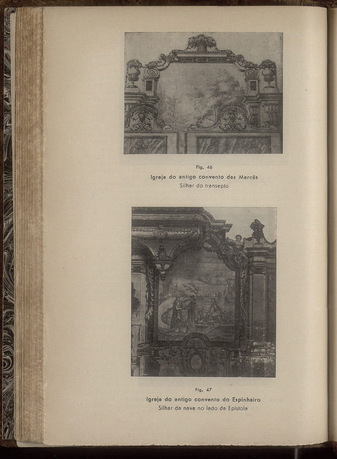 Fig. 46
Igreja do antigo convento das Mercês
Silhar do transepto
Fig. 47
Igreja do antigo convento do Espinheiro
Silhar da nave no lado da Epístola